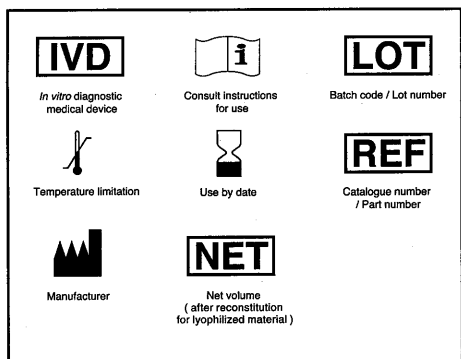 IVD
In vitro diagnostic
medical device
i
Consult instructions
for use
LOT
Batch code / Lot number
Temperature limitation
Use by date
REF
Catalogue number
/ Part number
Manufacturer
NET
Net volume
( after reconstitution
for lyophilized material )